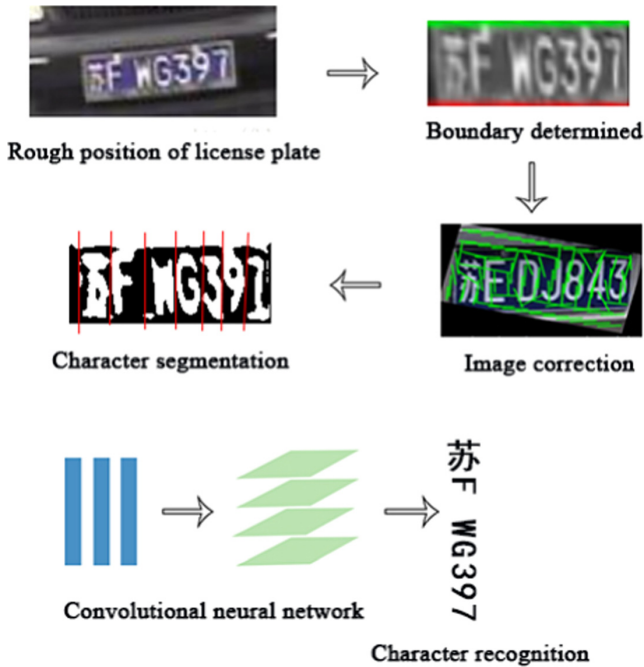 苏F WG397
苏F WG397
Rough position of license plate
Boundary determined
苏F WG397
苏E DJ843
Character segmentation
Image correction
苏F WG397
Convolutional neural network
Character recognition